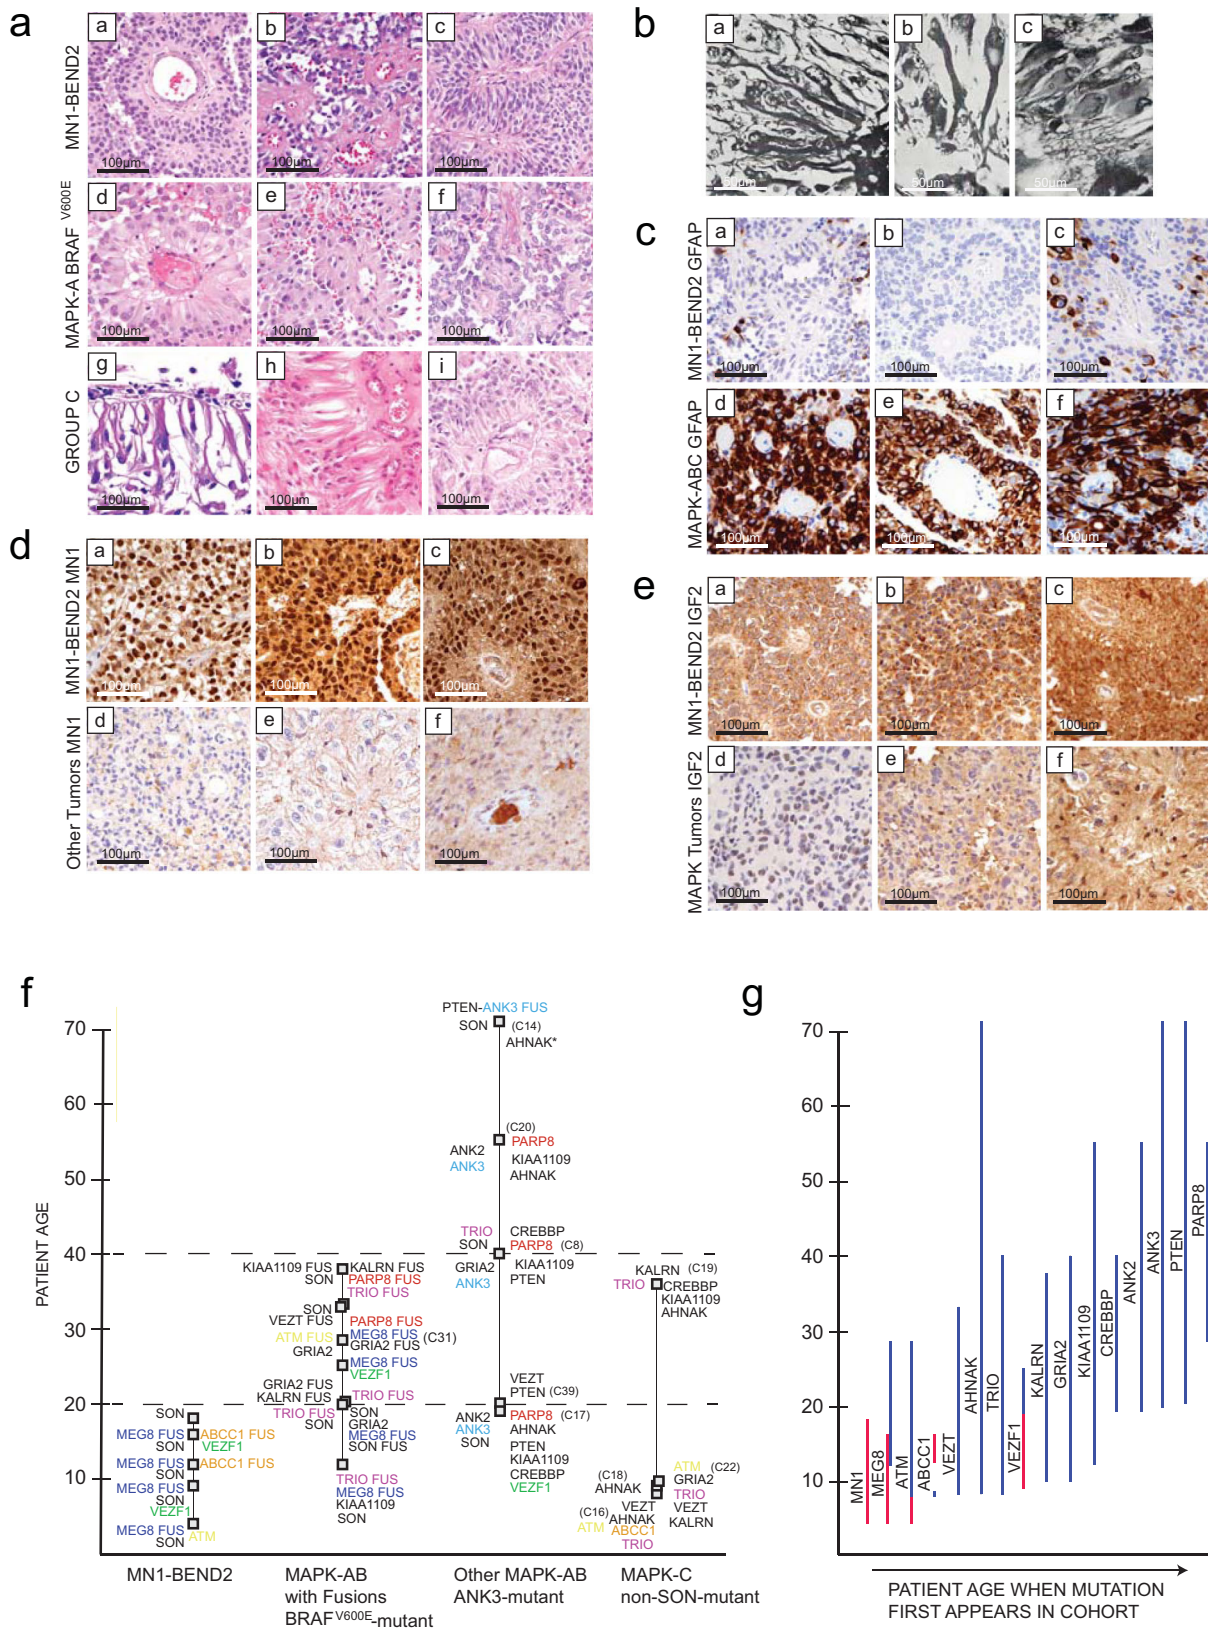 a
MN1-BEND2
a
b
c
100µm
100µm
100µm
MAPK-A BRAF V600E
d
e
f
100µm
100µm
100µm
GROUP C
g
h
i
100µm
100µm
100µm
b
a
b
c
50µm
50µm
c
MN1-BEND2 GFAP
a
b
c
100µm
100µm
100µm
MAPK-ABC GFAP
d
e
f
100µm
100µm
100µm
d
MN1-BEND2 MN1
a
b
c
100µm
100µm
100µm
Other Tumors MN1
d
e
f
100µm
100µm
100µm
e
MN1-BEND2 IGF2
a
b
c
100µm
100µm
100µm
MAPK Tumors IGF2
d
e
f
100µm
100µm
100µm
f
PATIENT AGE
70
60
50
40
30
20
10
SON
MEG8 FUS ABCC1 FUS
SON VEZF1
MEG8 FUS ABCC1 FUS
SON
MEG8 FUS
SON
VEZF1
MEG8 FUS ATM
SON
MN1-BEND2
KIAA1109 FUS KALRN FUS
SON PARP8 FUS
TRIO FUS
SON
VEZT FUS PARP8 FUS
ATM FUS MEG8 FUS (C31)
GRIA2 GRIA2 FUS
MEG8 FUS
VEZF1
GRIA2 FUS
KALRN FUS TRIO FUS
TRIO FUS SON
SON GRIA2
MEG8 FUS
SON FUS
TRIO FUS
MEG8 FUS
KIAA1109
SON
MAPK-AB
with Fusions
BRAF V600E-mutant
PTEN-ANK3 FUS
SON (C14)
AHNAK*
(C20)
ANK2 PARP8
ANK3 KIAA1109
AHNAK
TRIO CREBBP
SON PARP8 (C8)
GRIA2 KIAA1109
ANK3 PTEN
VEZT
PTEN (C39)
ANK2 PARP8 (C17)
ANK3 AHNAK
SON PTEN
KIAA1109
CREBBP
VEZF1
Other MAPK-AB
ANK3-mutant
KALRN (C19)
TRIO CREBBP
KIAA1109
AHNAK
ATM (C22)
(C18) GRIA2
AHNAK TRIO
VEZT VEZT
(C16) AHNAK KALRN
ATM ABCC1
TRIO
MAPK-C
non-SON-mutant
g
70
60
50
40
30
20
10
MN1
MEG8
ATM
ABCC1
VEZT
AHNAK
TRIO
VEZF1
KALRN
GRIA2
KIAA1109
CREBBP
ANK2
ANK3
PTEN
PARP8
PATIENT AGE WHEN MUTATION
FIRST APPEARS IN COHORT